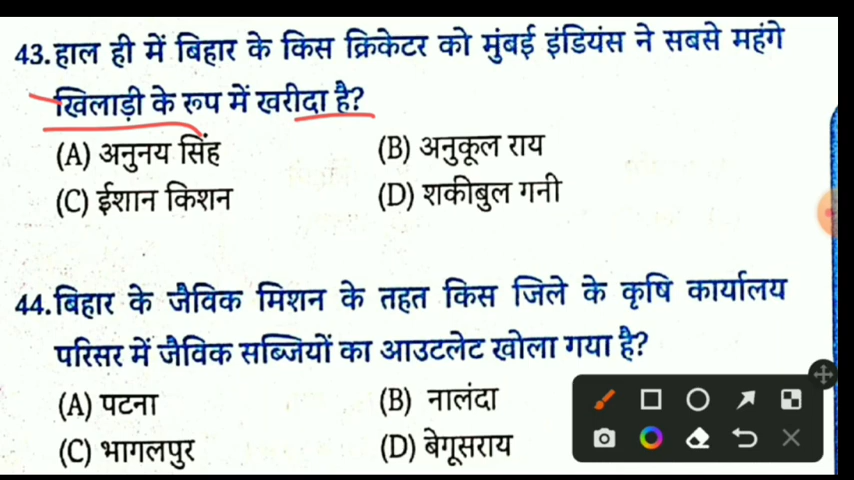 43. हाल ही में बिहार के किस क्रिकेटर को मुंबई इंडियंस ने सबसे महंगे
खिलाड़ी के रूप में खरीदा है?
(A) अनुनय सिंह (B) अनुकूल राय
(C) ईशान किशन (D) शकीबुल गनी
44. बिहार के जैविक मिशन के तहत किस जिले के कृषि कार्यालय
परिसर में जैविक सब्जियों का आउटलेट खोला गया है?
(A) पटना (B) नालंदा
(C) भागलपुर (D) बेगूसराय